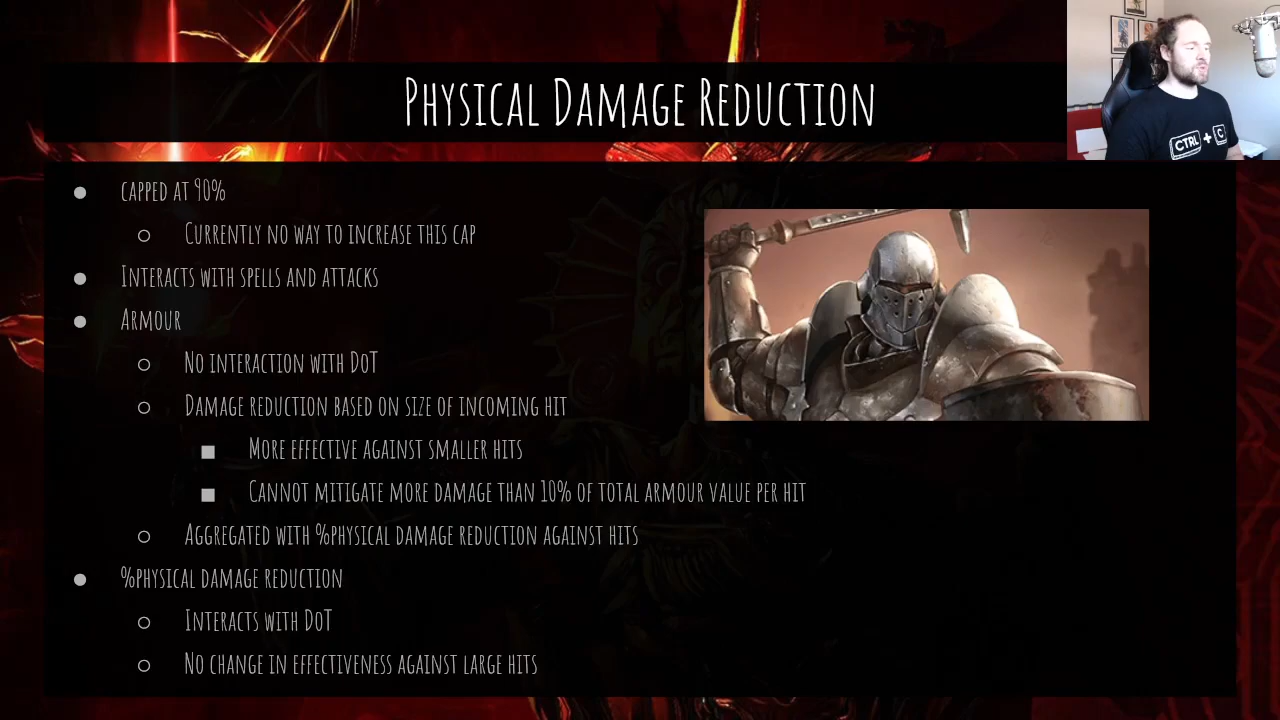 Physical Damage Reduction
CTRL + C
capped at 90%
Currently no way to increase this cap
Interacts with spells and attacks
Armour
No interaction with DoT
Damage reduction based on size of incoming hit
More effective against smaller hits
Cannot mitigate more damage than 10% of total armour value per hit
Aggregated with %physical damage reduction against hits
%physical damage reduction
Interacts with DoT
No change in effectiveness against large hits